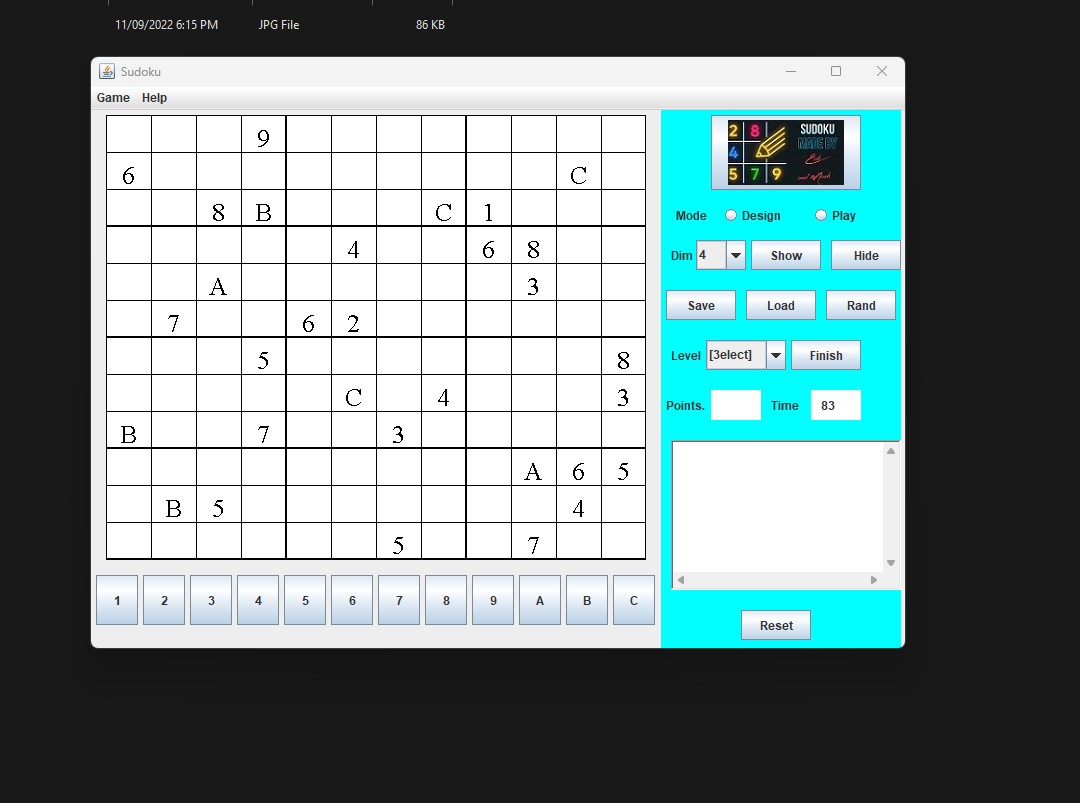 11/09/2022 6:15 PM JPG File 86 KB
Sudoku
Game Help
9
6 C
8 B C 1
4 6 8
A 3
7 6 2
5 8
C 4 3
B 7 3
A 6 5
B 5 4
5 7
1 2 3 4 5 6 7 8 9 A B C
2 8
4
5 7 9
SUDOKU
MADE BY
Mode Design Play
Dim 4 Show Hide
Save Load Rand
Level [3elect] Finish
Points. Time 83
Reset